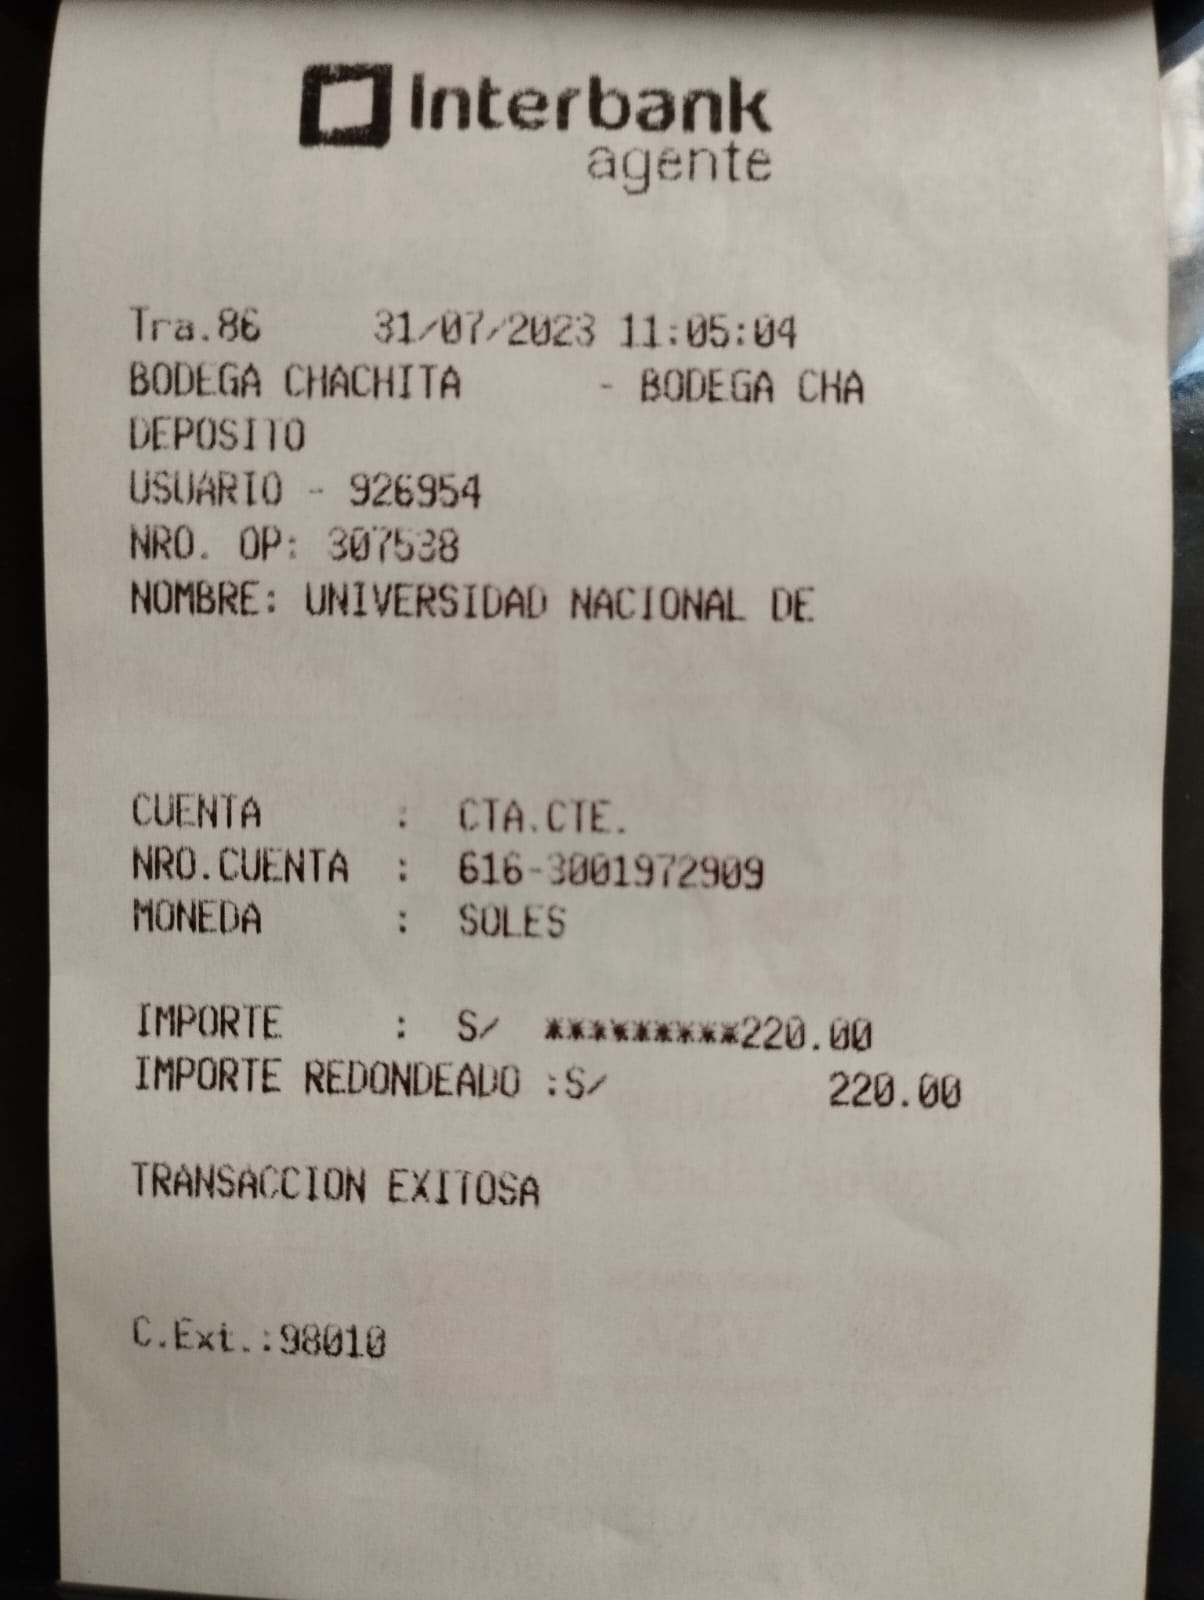 Interbank
agente
Tra.86 31/07/2023 11:05:04
BODEGA CHACHITA - BODEGA CHA
DEPOSITO
USUARIO - 926954
NRO. OP: 307538
NOMBRE: UNIVERSIDAD NACIONAL DE
CUENTA : CTA.CTE.
NRO.CUENTA : 616-3001972909
MONEDA : SOLES
IMPORTE : S/ *********220.00
IMPORTE REDONDEADO :S/ 220.00
TRANSACCION EXITOSA
C.Ext.:98010